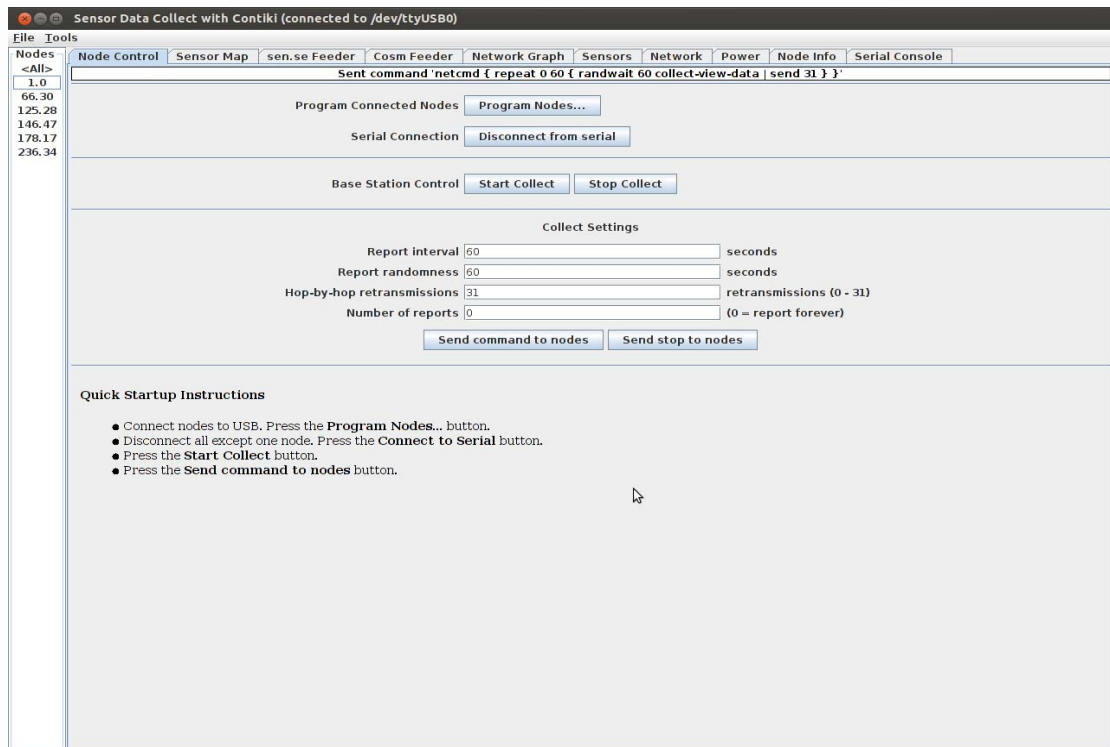 Sensor Data Collect with Contiki (connected to /dev/ttyUSB0)
File Tools
Nodes
<All>
1.0
66.30
125.28
146.47
178.17
236.34
Node Control Sensor Map sen.se Feeder Cosm Feeder Network Graph Sensors Network Power Node Info Serial Console
Sent command 'netcmd { repeat 0 60 { randwait 60 collect-view-data | send 31 } }'
Program Connected Nodes Program Nodes...
Serial Connection Disconnect from serial
Base Station Control Start Collect Stop Collect
Collect Settings
Report interval 60 seconds
Report randomness 60 seconds
Hop-by-hop retransmissions 31 retransmissions (0 - 31)
Number of reports 0 (0 = report forever)
Send command to nodes Send stop to nodes
Quick Startup Instructions
● Connect nodes to USB. Press the Program Nodes... button.
● Disconnect all except one node. Press the Connect to Serial button.
● Press the Start Collect button.
● Press the Send command to nodes button.